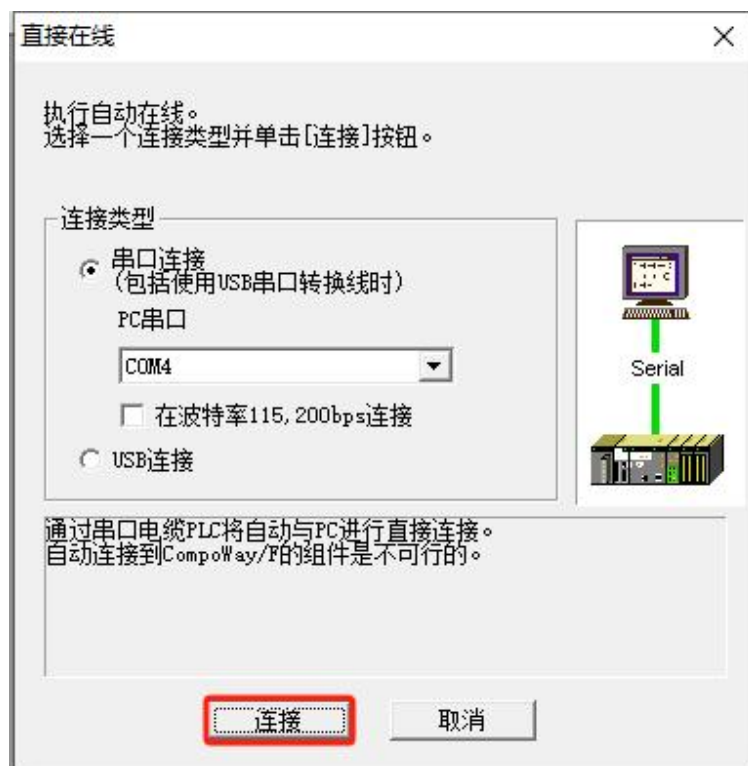 直接在线
执行自动在线。
选择一个连接类型并单击[连接]按钮。
连接类型
串口连接
(包括使用USB串口转换线时)
PC串口
COM4
在波特率115,200bps连接
USB连接
Serial
通过串口电缆PLC将自动与PC进行直接连接。
自动连接到CompoWay/F的组件是不可行的。
连接
取消